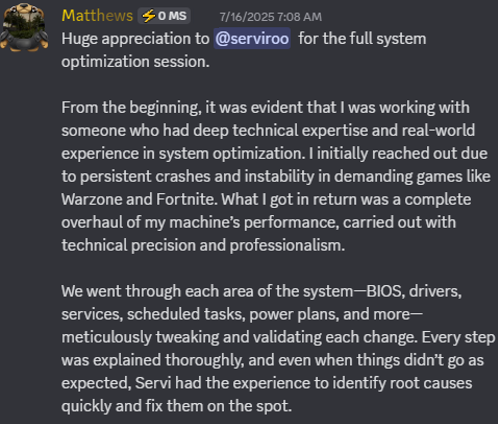 Matthews ⚡0 MS 7/16/2025 7:08 AM
Huge appreciation to @serviroo for the full system
optimization session.
From the beginning, it was evident that I was working with
someone who had deep technical expertise and real-world
experience in system optimization. I initially reached out due
to persistent crashes and instability in demanding games like
Warzone and Fortnite. What I got in return was a complete
overhaul of my machine's performance, carried out with
technical precision and professionalism.
We went through each area of the system—BIOS, drivers,
services, scheduled tasks, power plans, and more—
meticulously tweaking and validating each change. Every step
was explained thoroughly, and even when things didn't go as
expected, Servi had the experience to identify root causes
quickly and fix them on the spot.